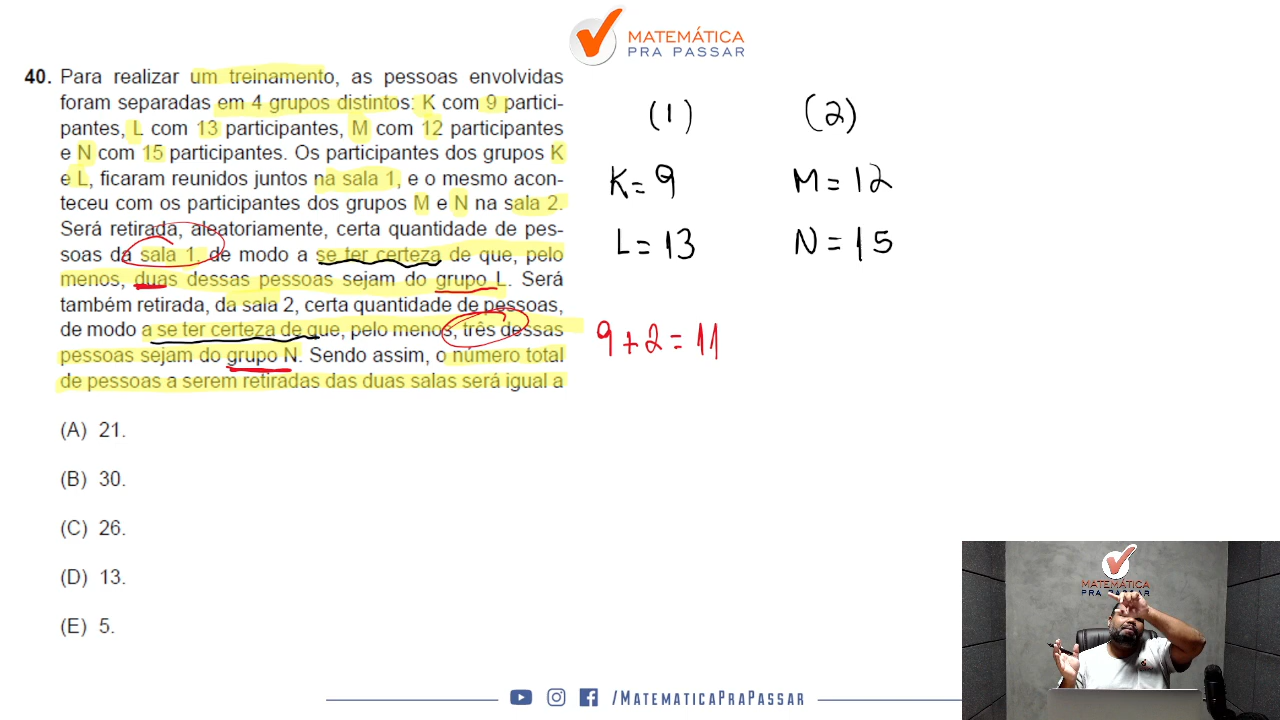 MATEMÁTICA
PRA PASSAR
40. Para realizar um treinamento, as pessoas envolvidas
foram separadas em 4 grupos distintos: K com 9 partici-
pantes, L com 13 participantes, M com 12 participantes
e N com 15 participantes. Os participantes dos grupos K
e L, ficaram reunidos juntos na sala 1, e o mesmo acon-
teceu com os participantes dos grupos M e N na sala 2.
Será retirada, aleatoriamente, certa quantidade de pes-
soas da sala 1, de modo a se ter certeza de que, pelo
menos, duas dessas pessoas sejam do grupo L. Será
também retirada, da sala 2, certa quantidade de pessoas,
de modo a se ter certeza de que, pelo menos, três dessas
pessoas sejam do grupo N. Sendo assim, o número total
de pessoas a serem retiradas das duas salas será igual a
(A) 21.
(B) 30.
(C) 26.
(D) 13.
(E) 5.
(1) (2)
K=9 M=12
L=13 N=15
9+2=11
MATEMÁTICA
PRA PASSAR
/MATEMATICAPRAPASSAR